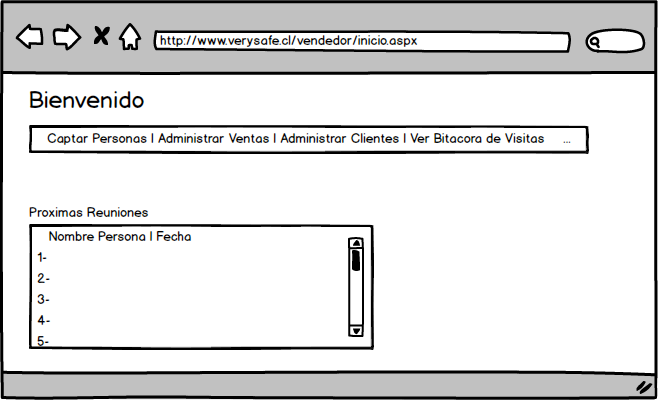 http://www.verysafe.cl/vendedor/inicio.aspx
Bienvenido
Captar Personas | Administrar Ventas | Administrar Clientes | Ver Bitacora de Visitas ...
Proximas Reuniones
Nombre Persona | Fecha
1-
2-
3-
4-
5-